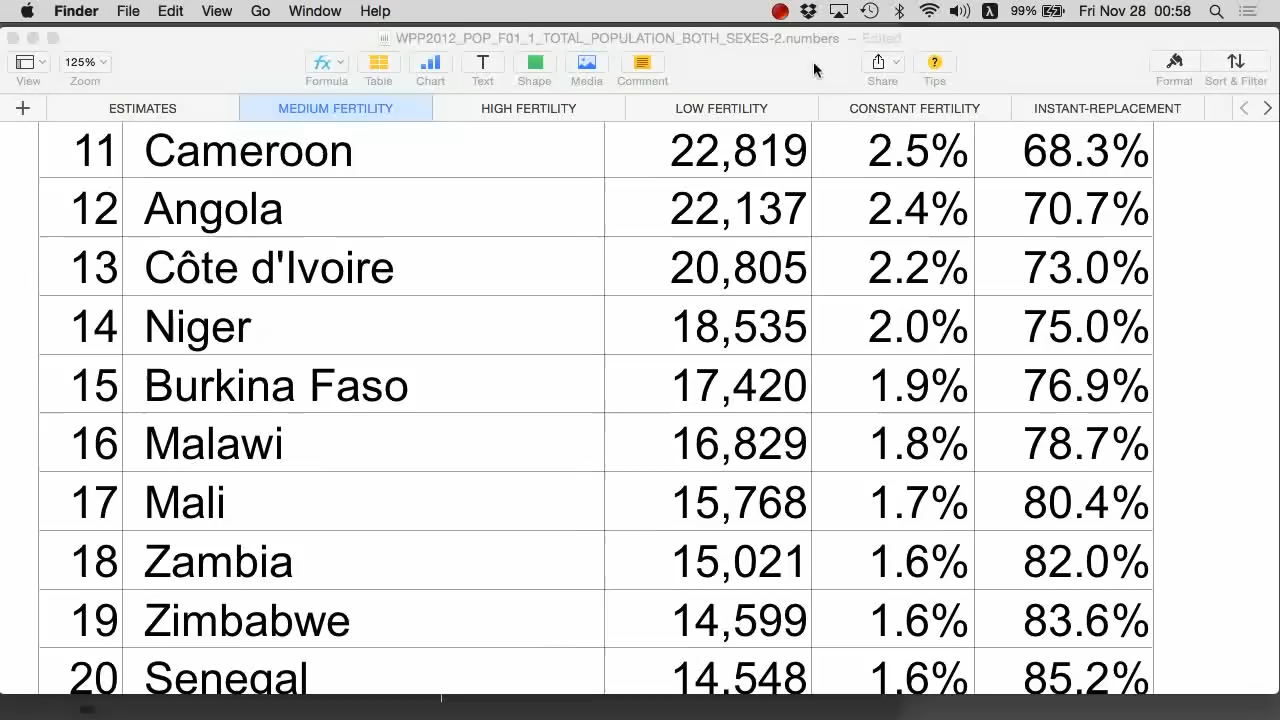 Finder File Edit View Go Window Help 99% Fri Nov 28 00:58
WPP2012_POP_F01_1_TOTAL_POPULATION_BOTH_SEXES-2.numbers — Edited
125%
View Zoom Formula Table Chart Text Shape Media Comment Share Tips Format Sort & Filter
ESTIMATES MEDIUM FERTILITY HIGH FERTILITY LOW FERTILITY CONSTANT FERTILITY INSTANT-REPLACEMENT
11 Cameroon 22,819 2.5% 68.3%
12 Angola 22,137 2.4% 70.7%
13 Côte d'Ivoire 20,805 2.2% 73.0%
14 Niger 18,535 2.0% 75.0%
15 Burkina Faso 17,420 1.9% 76.9%
16 Malawi 16,829 1.8% 78.7%
17 Mali 15,768 1.7% 80.4%
18 Zambia 15,021 1.6% 82.0%
19 Zimbabwe 14,599 1.6% 83.6%
20 Senegal 14,548 1.6% 85.2%